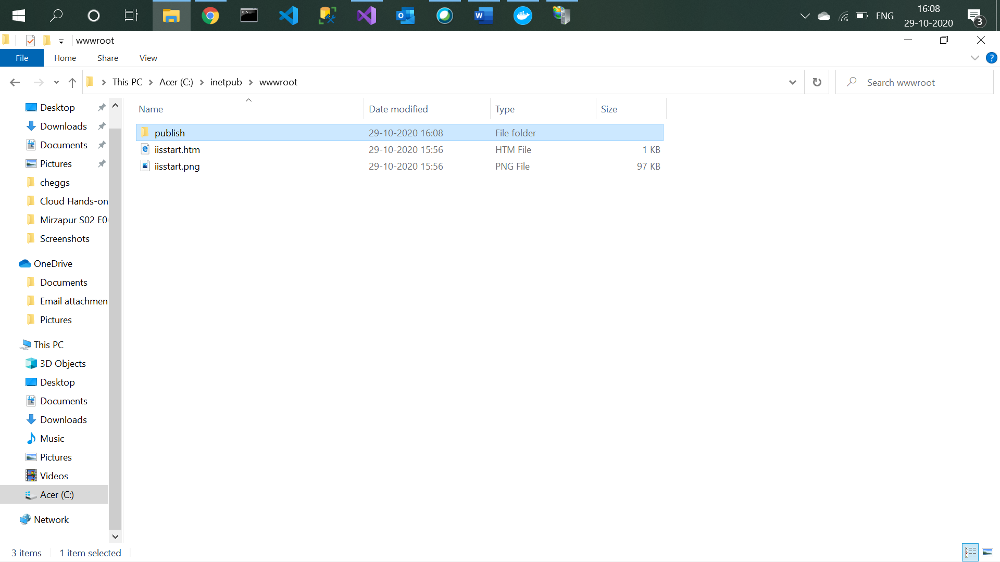 ENG
16:08
29-10-2020
3
wwwroot
File Home Share View
?
This PC Acer (C:) inetpub wwwroot
Search wwwroot
Name Date modified Type Size
publish 29-10-2020 16:08 File folder
iisstart.htm 29-10-2020 15:56 HTM File 1 KB
iisstart.png 29-10-2020 15:56 PNG File 97 KB
Desktop
Downloads
Documents
Pictures
cheggs
Cloud Hands-on
Mirzapur S02 E0
Screenshots
OneDrive
Documents
Email attachmen
Pictures
This PC
3D Objects
Desktop
Documents
Downloads
Music
Pictures
Videos
Acer (C:)
Network
3 items 1 item selected